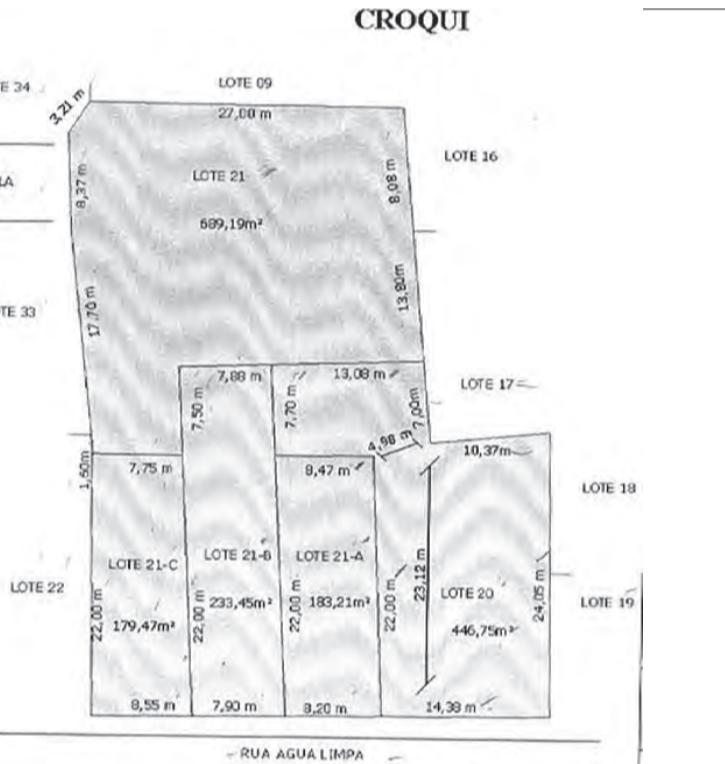 CROQUI
E 34
3,21 m
LOTE 09
27,00 m
LOTE 16
LA
8,37 m
LOTE 21
8,08 m
689,19m²
TE 33
17,70 m
13,80m
7,88 m
13,08 m
LOTE 17
7,50 m
7,70 m
7,00m
4,98 m
10,37m
1,60m
7,75 m
8,47 m
LOTE 18
LOTE 21-C
LOTE 21-B
LOTE 21-A
23,12 m
LOTE 22
LOTE 20
24,05 m
LOTE 19
22,00 m
179,47m²
22,00 m
233,45m²
22,00 m
183,21m²
22,00 m
446,75m²
8,55 m
7,90 m
8,20 m
14,38 m
RUA AGUA LIMPA